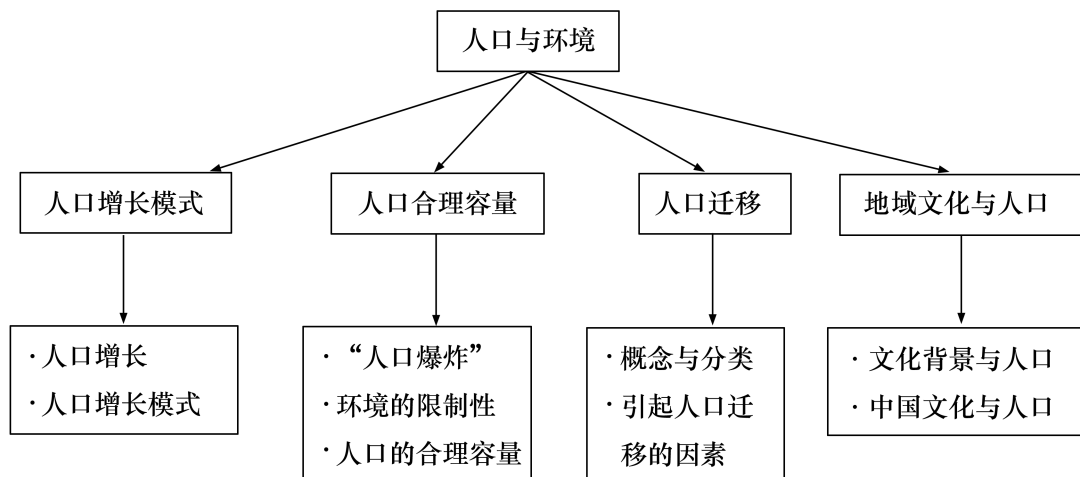 人口与环境
人口增长模式
人口合理容量
人口迁移
地域文化与人口
·人口增长
·人口增长模式
·“人口爆炸”
·环境的限制性
·人口的合理容量
·概念与分类
·引起人口迁
移的因素
·文化背景与人口
·中国文化与人口